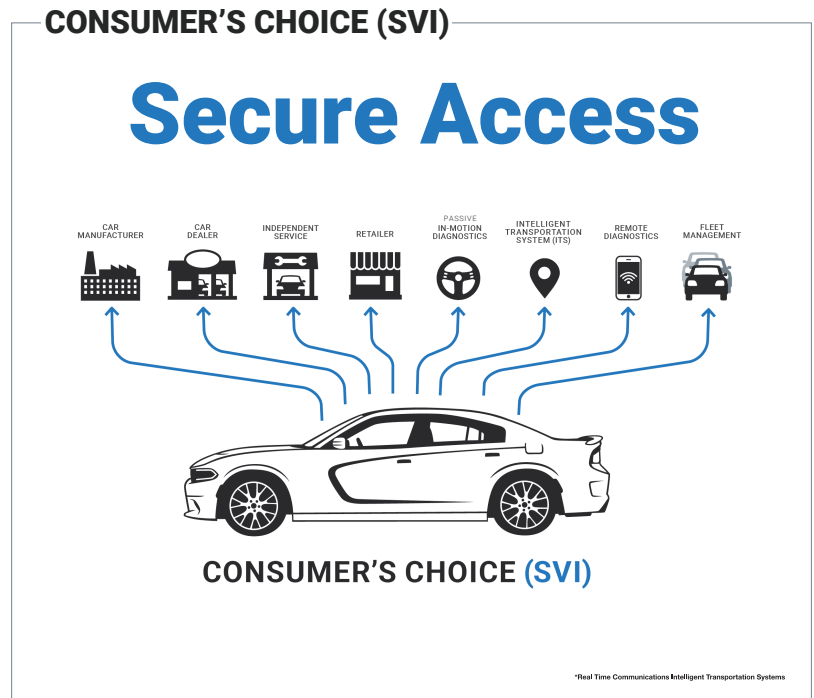 CONSUMER’S CHOICE (SVI)
Secure Access
CAR
MANUFACTURER
CAR
DEALER
INDEPENDENT
SERVICE
RETAILER
PASSIVE
IN-MOTION
DIAGNOSTICS
INTELLIGENT
TRANSPORTATION
SYSTEM (ITS)
REMOTE
DIAGNOSTICS
FLEET
MANAGEMENT
CONSUMER’S CHOICE (SVI)
*Real Time Communications Intelligent Transportation Systems